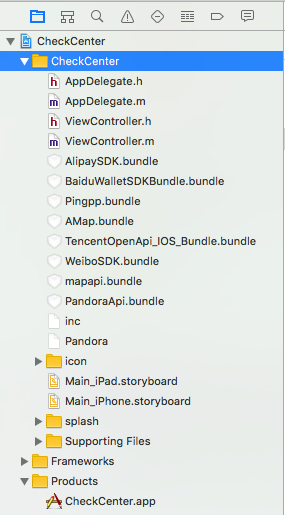 CheckCenter
CheckCenter
h AppDelegate.h
m AppDelegate.m
h ViewController.h
m ViewController.m
AlipaySDK.bundle
BaiduWalletSDKBundle.bundle
Pingpp.bundle
AMap.bundle
TencentOpenApi_IOS_Bundle.bundle
WeiboSDK.bundle
mapapi.bundle
PandoraApi.bundle
inc
Pandora
icon
Main_iPad.storyboard
Main_iPhone.storyboard
splash
Supporting Files
Frameworks
Products
CheckCenter.app